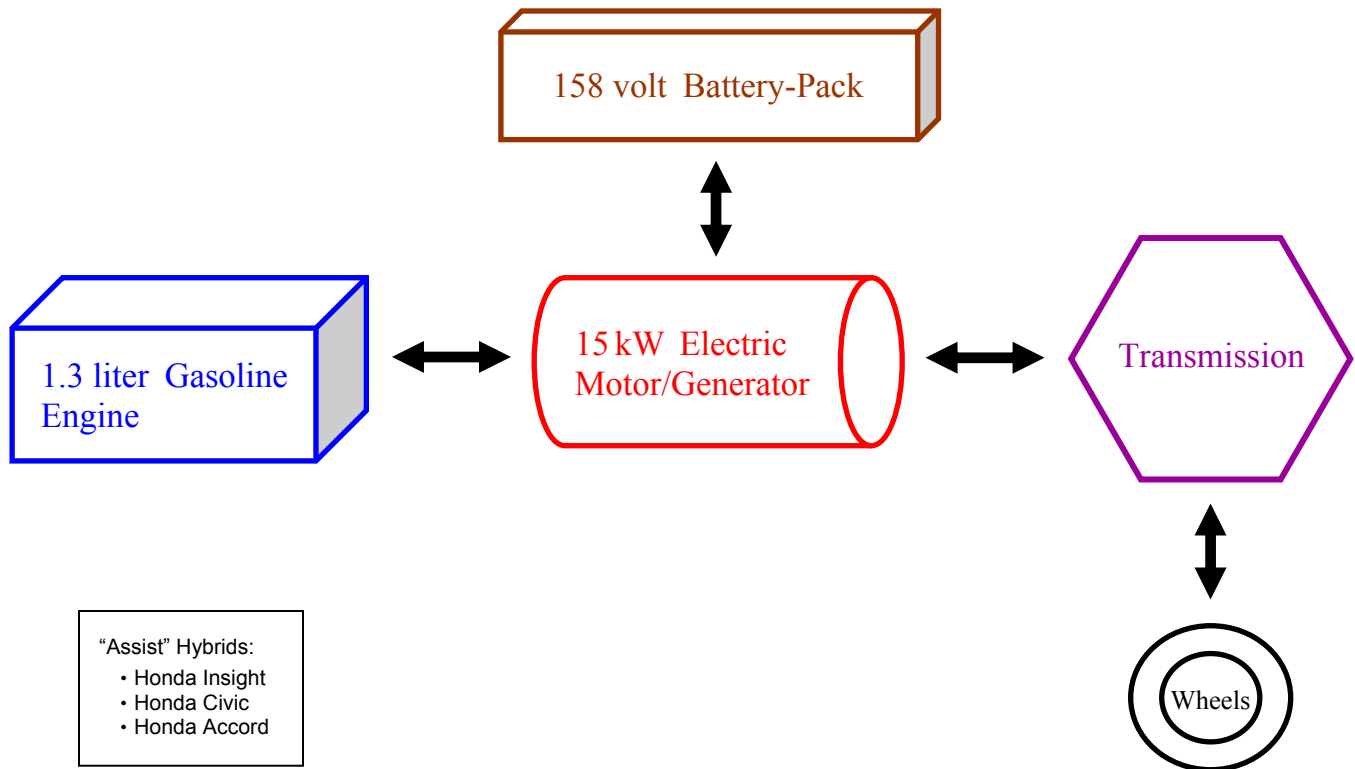 158 volt Battery-Pack
1.3 liter Gasoline
Engine
15 kW Electric
Motor/Generator
Transmission
Wheels
“Assist” Hybrids:
• Honda Insight
• Honda Civic
• Honda Accord